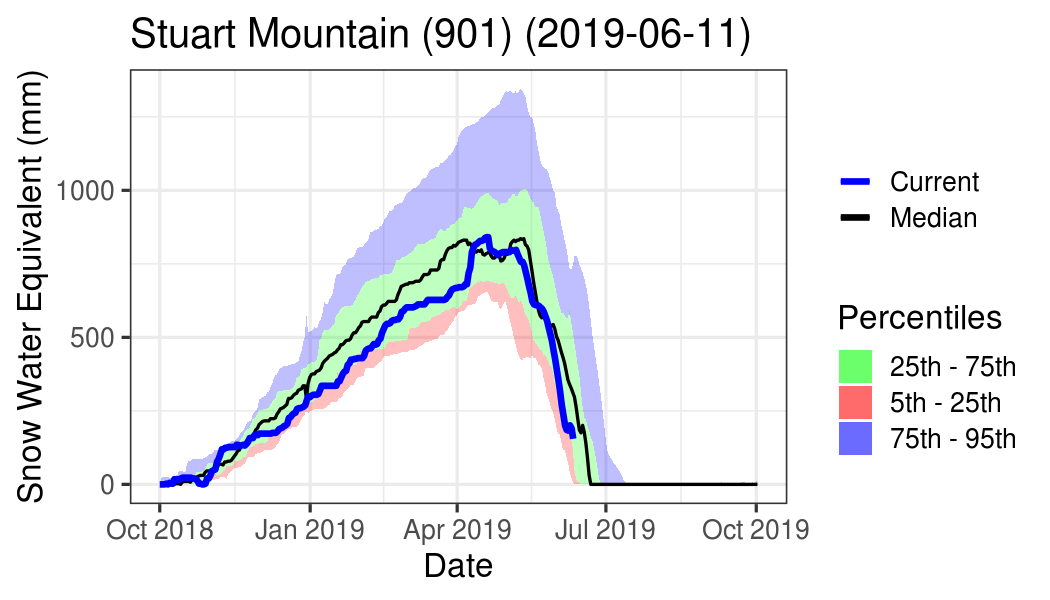 Stuart Mountain (901) (2019-06-11)
Snow Water Equivalent (mm)
1000
500
0
Oct 2018 Jan 2019 Apr 2019 Jul 2019 Oct 2019
Date
Current
Median
Percentiles
25th - 75th
5th - 25th
75th - 95th